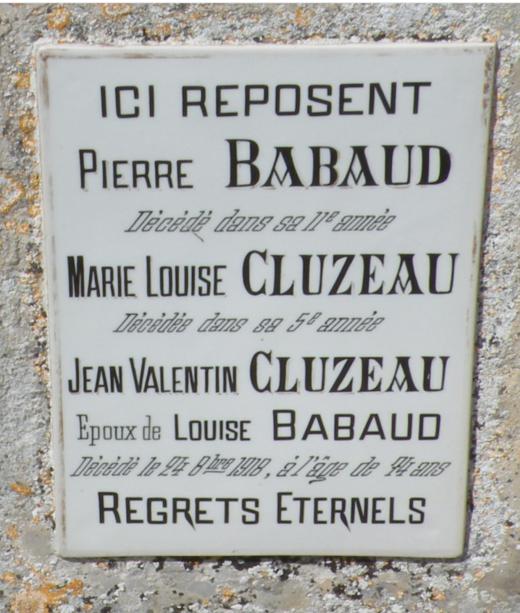 ICI REPOSENT
PIERRE BABAUD
Décédé dans sa 11e année
MARIE LOUISE CLUZEAU
Décédée dans sa 5e année
JEAN VALENTIN CLUZEAU
Epoux de LOUISE BABAUD
Décédé le 24 8bre 1918, à l'âge de 44 ans
REGRETS ETERNELS